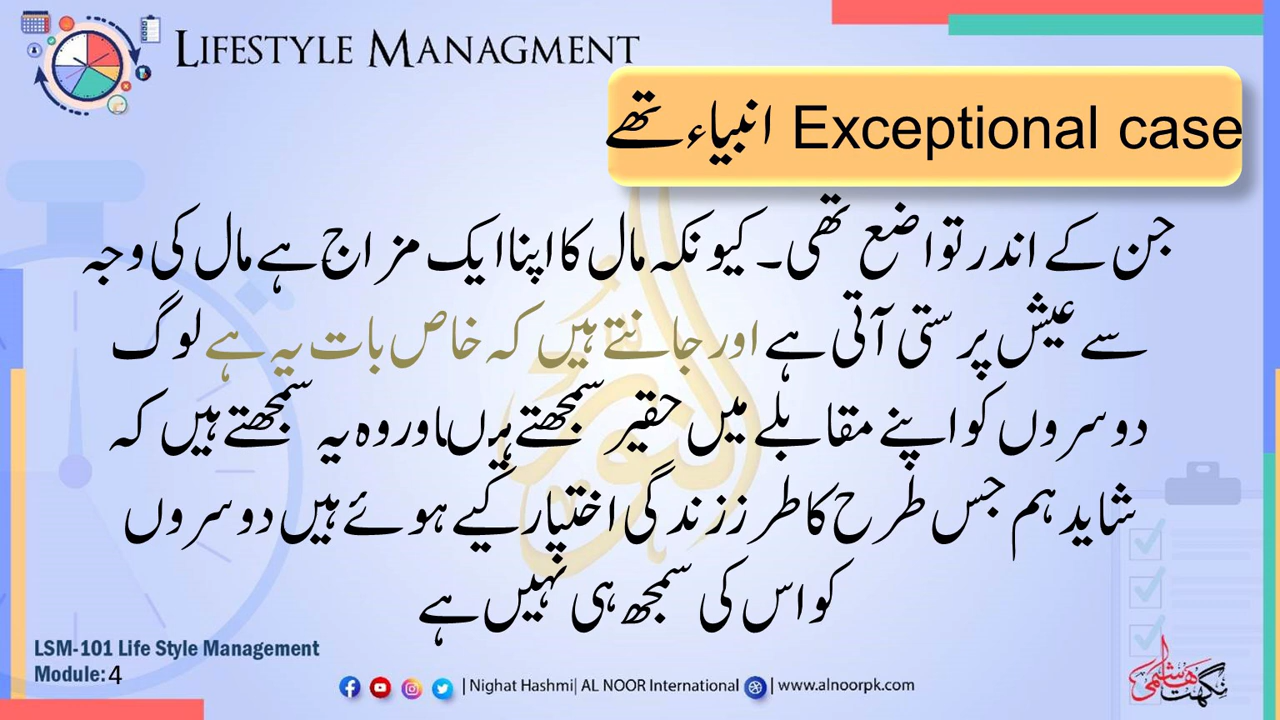 LIFESTYLE MANAGMENT
Exceptional case انبیاء تھے
جن کے اندر تواضع تھی۔ کیونکہ مال کا اپنا ایک مزاج ہے مال کی وجہ
سے عیش پرستی آتی ہے اور جانتے ہیں کہ خاص بات یہ ہے لوگ
دوسروں کو اپنے مقابلے میں حقیر سمجھتے ہیں اور وہ یہ سمجھتے ہیں کہ
شاید ہم جس طرح کا طرز زندگی اختیار کیے ہوئے ہیں دوسروں
کو اس کی سمجھ ہی نہیں ہے
LSM-101 Life Style Management
Module: 4
| Nighat Hashmi| AL NOOR International | www.alnoorpk.com
نگہت ہاشمی